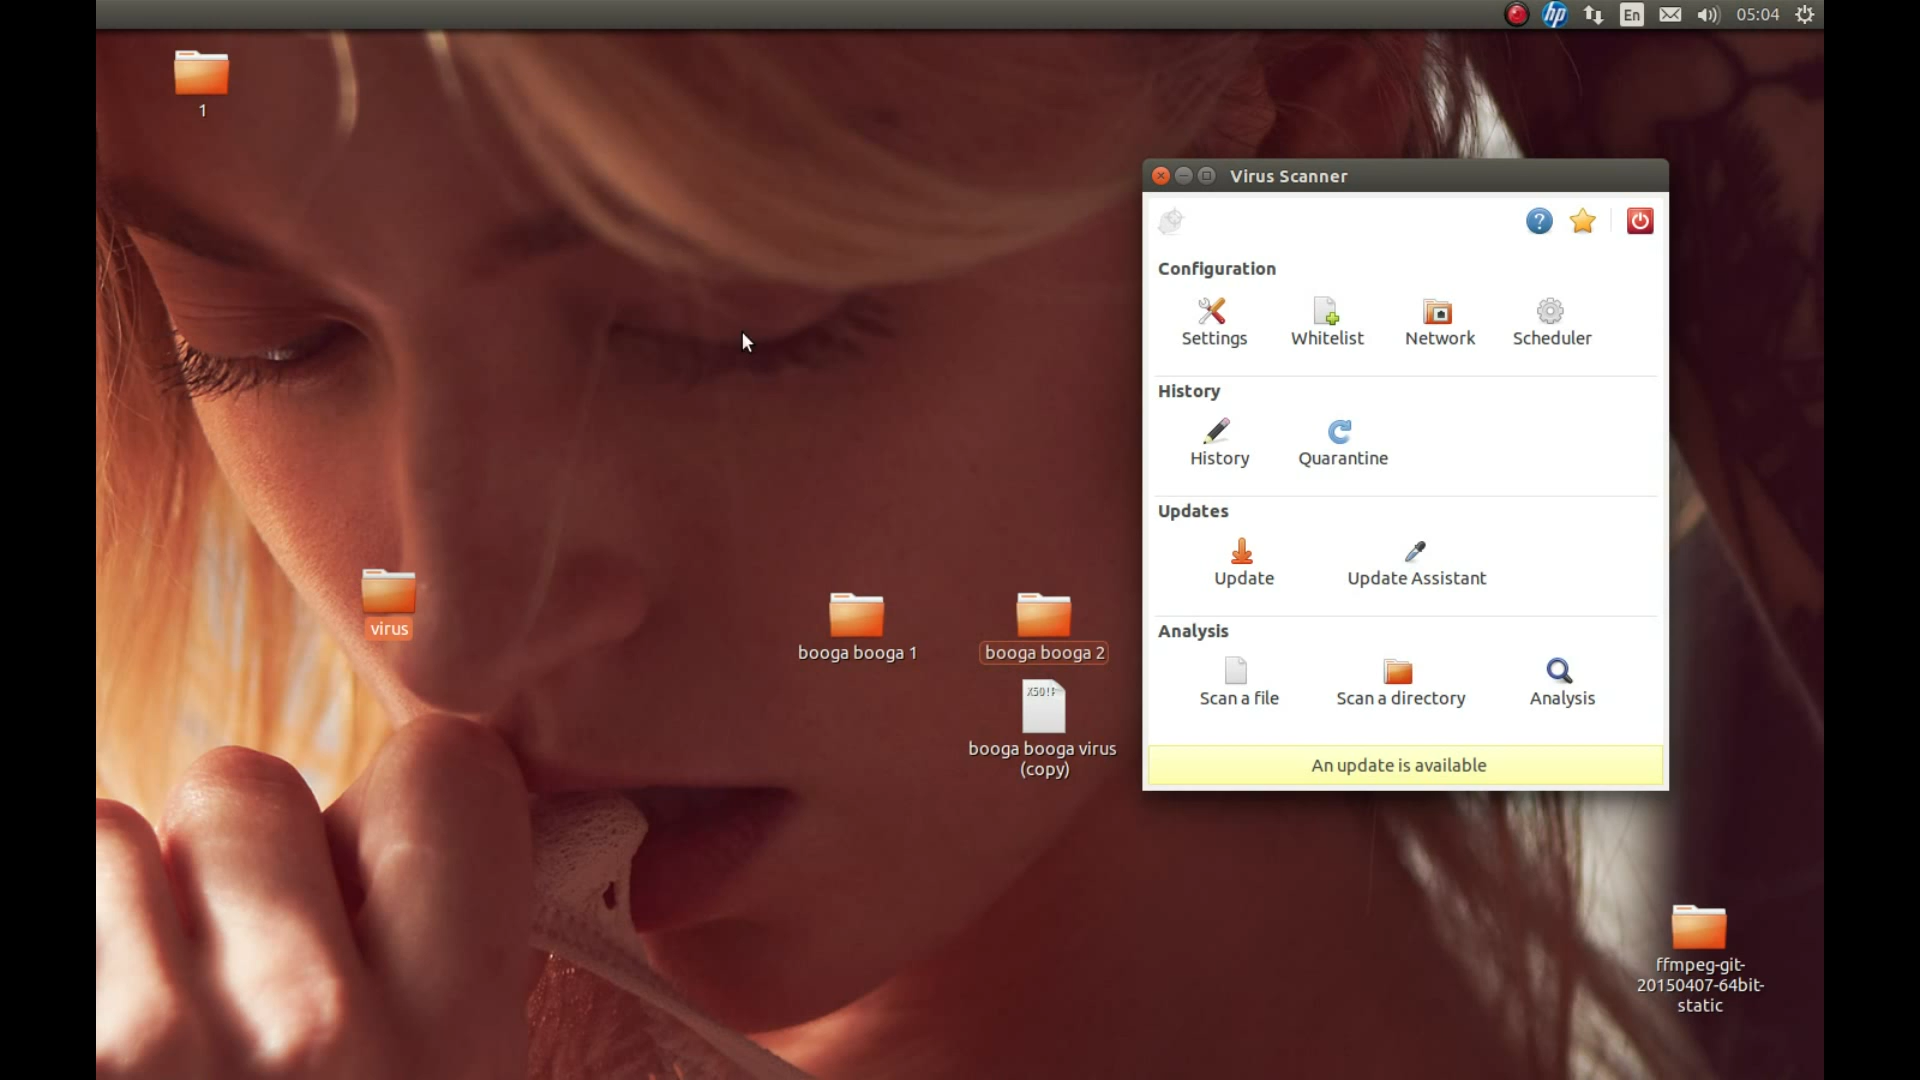 hp
En
05:04
1
Virus Scanner
?
Configuration
Settings
Whitelist
Network
Scheduler
History
History
Quarantine
Updates
Update
Update Assistant
Analysis
Scan a file
Scan a directory
Analysis
An update is available
virus
booga booga 1
booga booga 2
X5O!P
booga booga virus
(copy)
ffmpeg-git-
20150407-64bit-
static